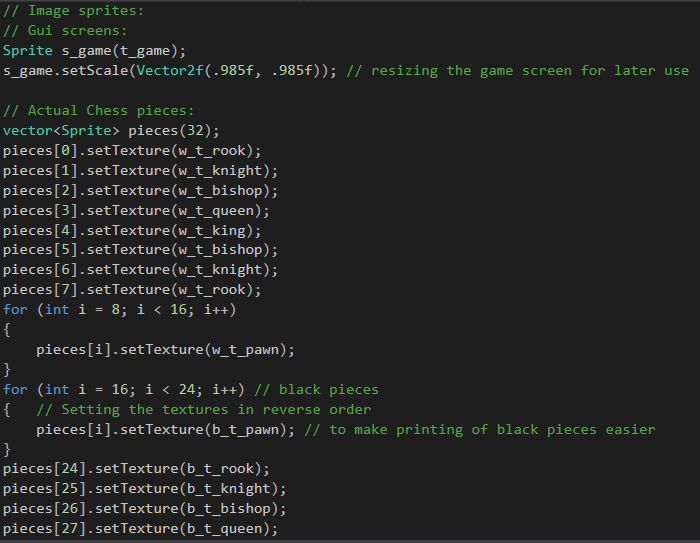 // Image sprites:
// Gui screens:
Sprite s_game(t_game);
s_game.setScale(Vector2f(.985f, .985f)); // resizing the game screen for later use
// Actual Chess pieces:
vector<Sprite> pieces(32);
pieces[0].setTexture(w_t_rook);
pieces[1].setTexture(w_t_knight);
pieces[2].setTexture(w_t_bishop);
pieces[3].setTexture(w_t_queen);
pieces[4].setTexture(w_t_king);
pieces[5].setTexture(w_t_bishop);
pieces[6].setTexture(w_t_knight);
pieces[7].setTexture(w_t_rook);
for (int i = 8; i < 16; i++)
{
    pieces[i].setTexture(w_t_pawn);
}
for (int i = 16; i < 24; i++) // black pieces
{   // Setting the textures in reverse order
    pieces[i].setTexture(b_t_pawn); // to make printing of black pieces easier
}
pieces[24].setTexture(b_t_rook);
pieces[25].setTexture(b_t_knight);
pieces[26].setTexture(b_t_bishop);
pieces[27].setTexture(b_t_queen);